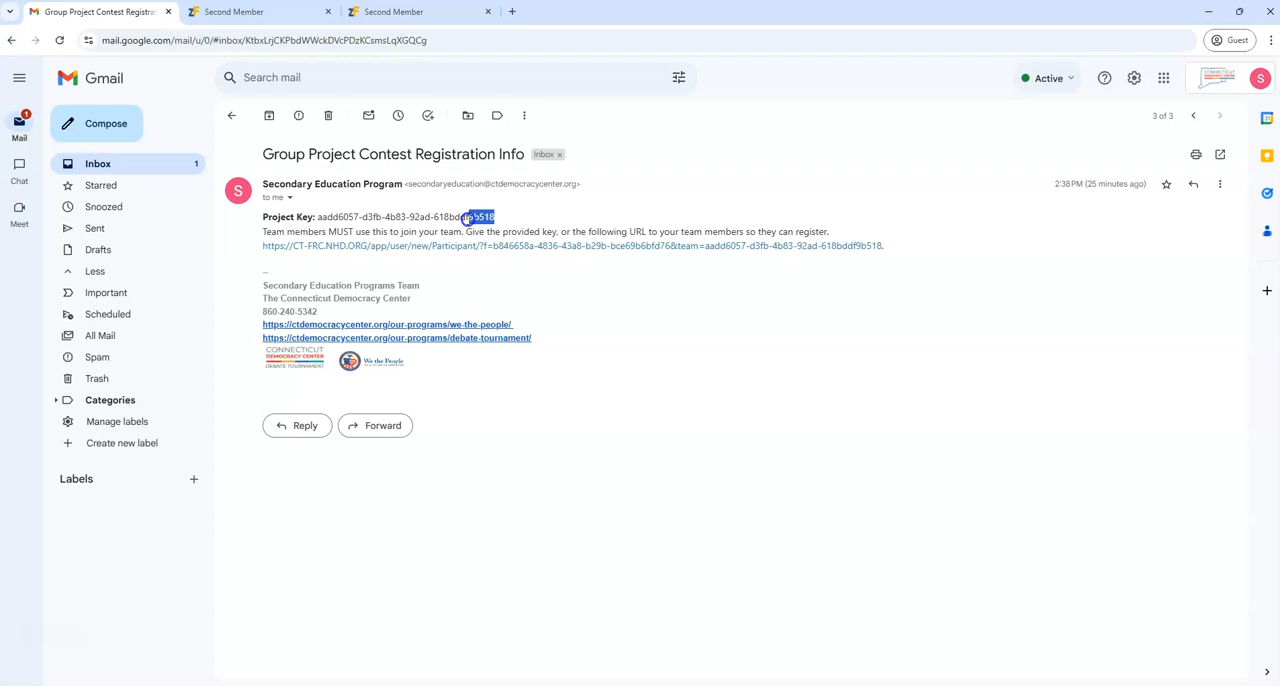 Group Project Contest Registrat
Second Member
Second Member
mail.google.com/mail/u/0/#inbox/KtbxLrjCKPbdWWckDVcPDzKCsmsLqXGQCg
Guest
Gmail
Search mail
Active
Compose
1
Mail
Chat
Meet
Inbox 1
Starred
Snoozed
Sent
Drafts
Less
Important
Scheduled
All Mail
Spam
Trash
Categories
Manage labels
Create new label
Labels
3 of 3
Group Project Contest Registration Info Inbox x
S
Secondary Education Program <secondaryeducation@ctdemocracycenter.org> 2:38 PM (25 minutes ago)
to me
Project Key: aadd6057-d3fb-4b83-92ad-618bddf9b518
Team members MUST use this to join your team. Give the provided key, or the following URL to your team members so they can register.
https://CT-FRC.NHD.ORG/app/user/new/Participant/?f=b846658a-4836-43a8-b29b-bce69b6bfd76&team=aadd6057-d3fb-4b83-92ad-618bddf9b518.
--
Secondary Education Programs Team
The Connecticut Democracy Center
860-240-5342
https://ctdemocracycenter.org/our-programs/we-the-people/
https://ctdemocracycenter.org/our-programs/debate-tournament/
CONNECTICUT
DEMOCRACY CENTER
DEBATE TOURNAMENT
We the People
Reply
Forward
S